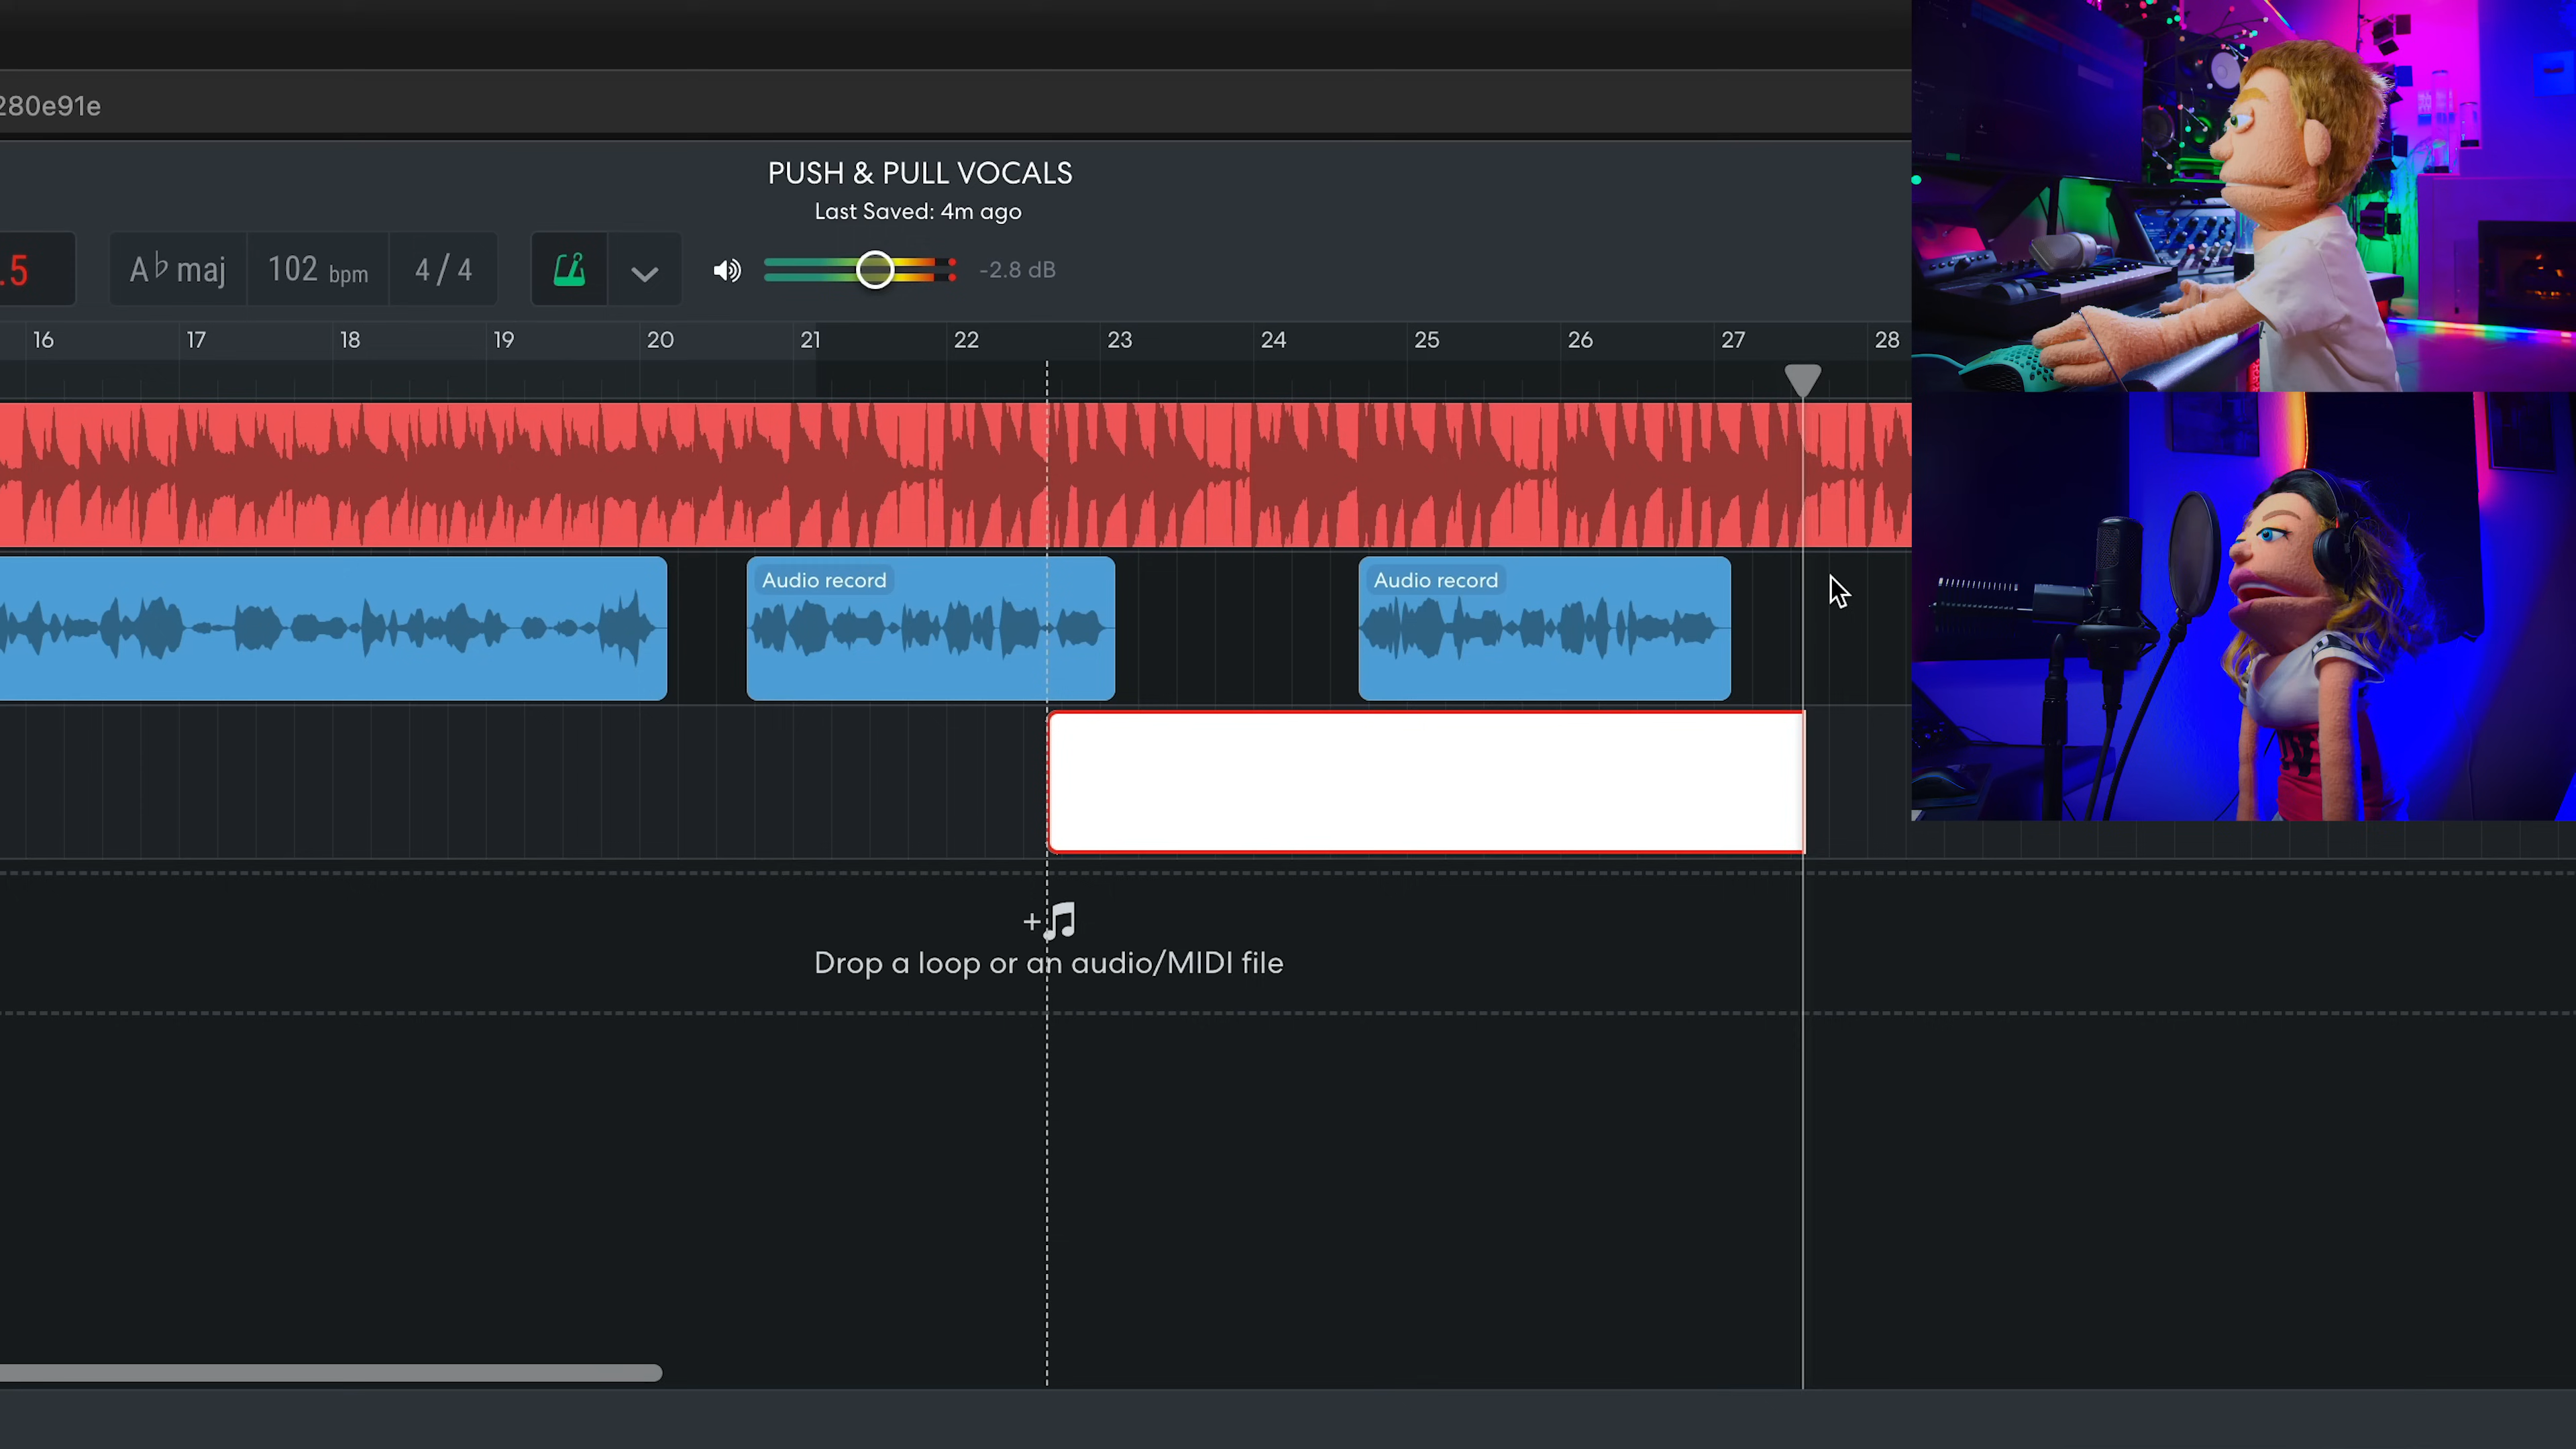 280e91e
PUSH & PULL VOCALS
Last Saved: 4m ago
.5
A♭ maj
102 bpm
4 / 4
-2.8 dB
16 17 18 19 20 21 22 23 24 25 26 27 28
Audio record
Audio record
Drop a loop or an audio/MIDI file